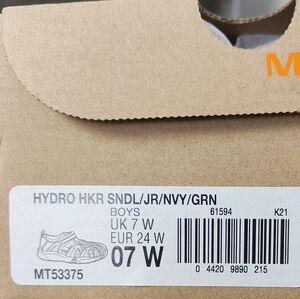 M
HYDRO HKR SNDL/JR/NVY/GRN
BOYS 61594 K21
UK 7 W
EUR 24 W
07 W
MT53375
0 4420 9890 215